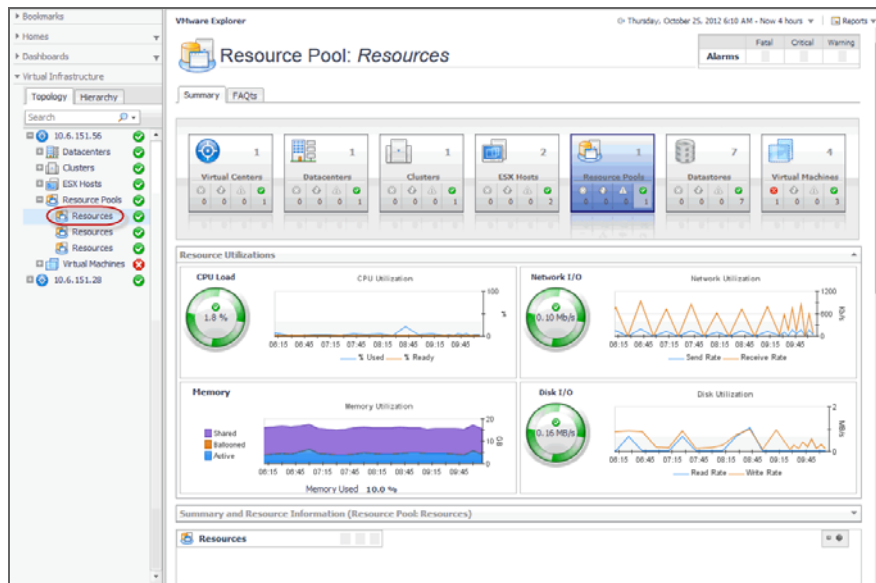 Bookmarks
Homes
Dashboards
Virtual Infrastructure
Topology Hierarchy
Search
10.6.151.56
Datacenters
Clusters
ESX Hosts
Resource Pools
Resources
Resources
Resources
Virtual Machines
10.6.151.28
VMware Explorer
Thursday, October 25, 2012 6:10 AM - Now 4 hours Reports
Resource Pool: Resources
Fatal Critical Warning
Alarms
Summary FAQts
1 1 1 2 1 7 4
Virtual Centers Datacenters Clusters ESX Hosts Resource Pools Datastores Virtual Machines
0 0 0 1 0 0 0 1 0 0 0 1 0 0 0 2 0 0 0 1 0 0 0 7 1 0 0 3
Resource Utilizations
CPU Load
CPU Utilization
1.8 %
100
%
0
06:15 06:45 07:15 07:45 08:15 08:45 09:15 09:45
% Used % Ready
Network I/O
Network Utilization
0.10 Mb/s
1200
600
0
Kb/s
06:15 06:45 07:15 07:45 08:15 08:45 09:15 09:45
Send Rate Receive Rate
Memory
Memory Utilization
Shared
Ballooned
Active
20
10
0
GB
06:15 06:45 07:15 07:45 08:15 08:45 09:15 09:45
Memory Used 10.0 %
Disk I/O
Disk Utilization
0.16 MB/s
2
0
MB/s
06:15 06:45 07:15 07:45 08:15 08:45 09:15 09:45
Read Rate Write Rate
Summary and Resource Information (Resource Pool: Resources)
Resources